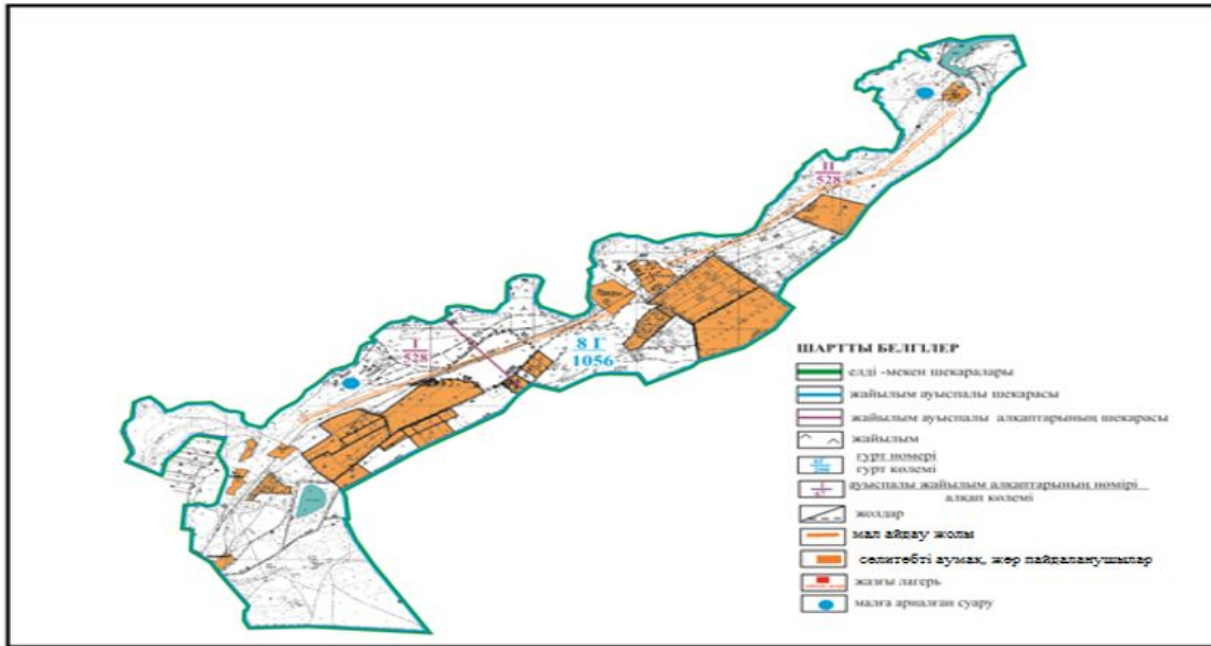 II
528
I
528
8 Г
1056
ШАРТТЫ БЕЛГІЛЕР
елді -мекен шекаралары
жайылым ауыспалы шекарасы
жайылым ауыспалы алқаптарының шекарасы
жайылым
гурт номері
гурт көлемі
ауыспалы жайылым алқаптарының номірі
алқап көлемі
жолдар
мал айдау жолы
селитебті аумақ, жер пайдаланушылар
жазғы лагерь
малға арналған суару